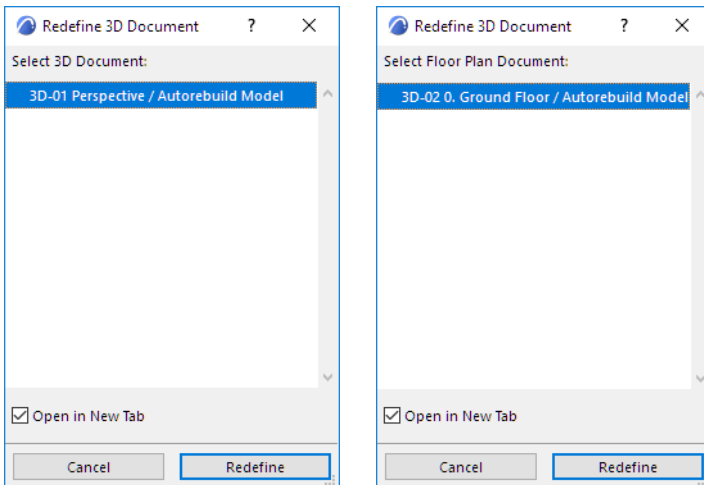 Redefine 3D Document ? ×
Select 3D Document:
3D-01 Perspective / Autorebuild Model
Open in New Tab
Cancel Redefine
Redefine 3D Document ? ×
Select Floor Plan Document:
3D-02 0. Ground Floor / Autorebuild Model
Open in New Tab
Cancel Redefine